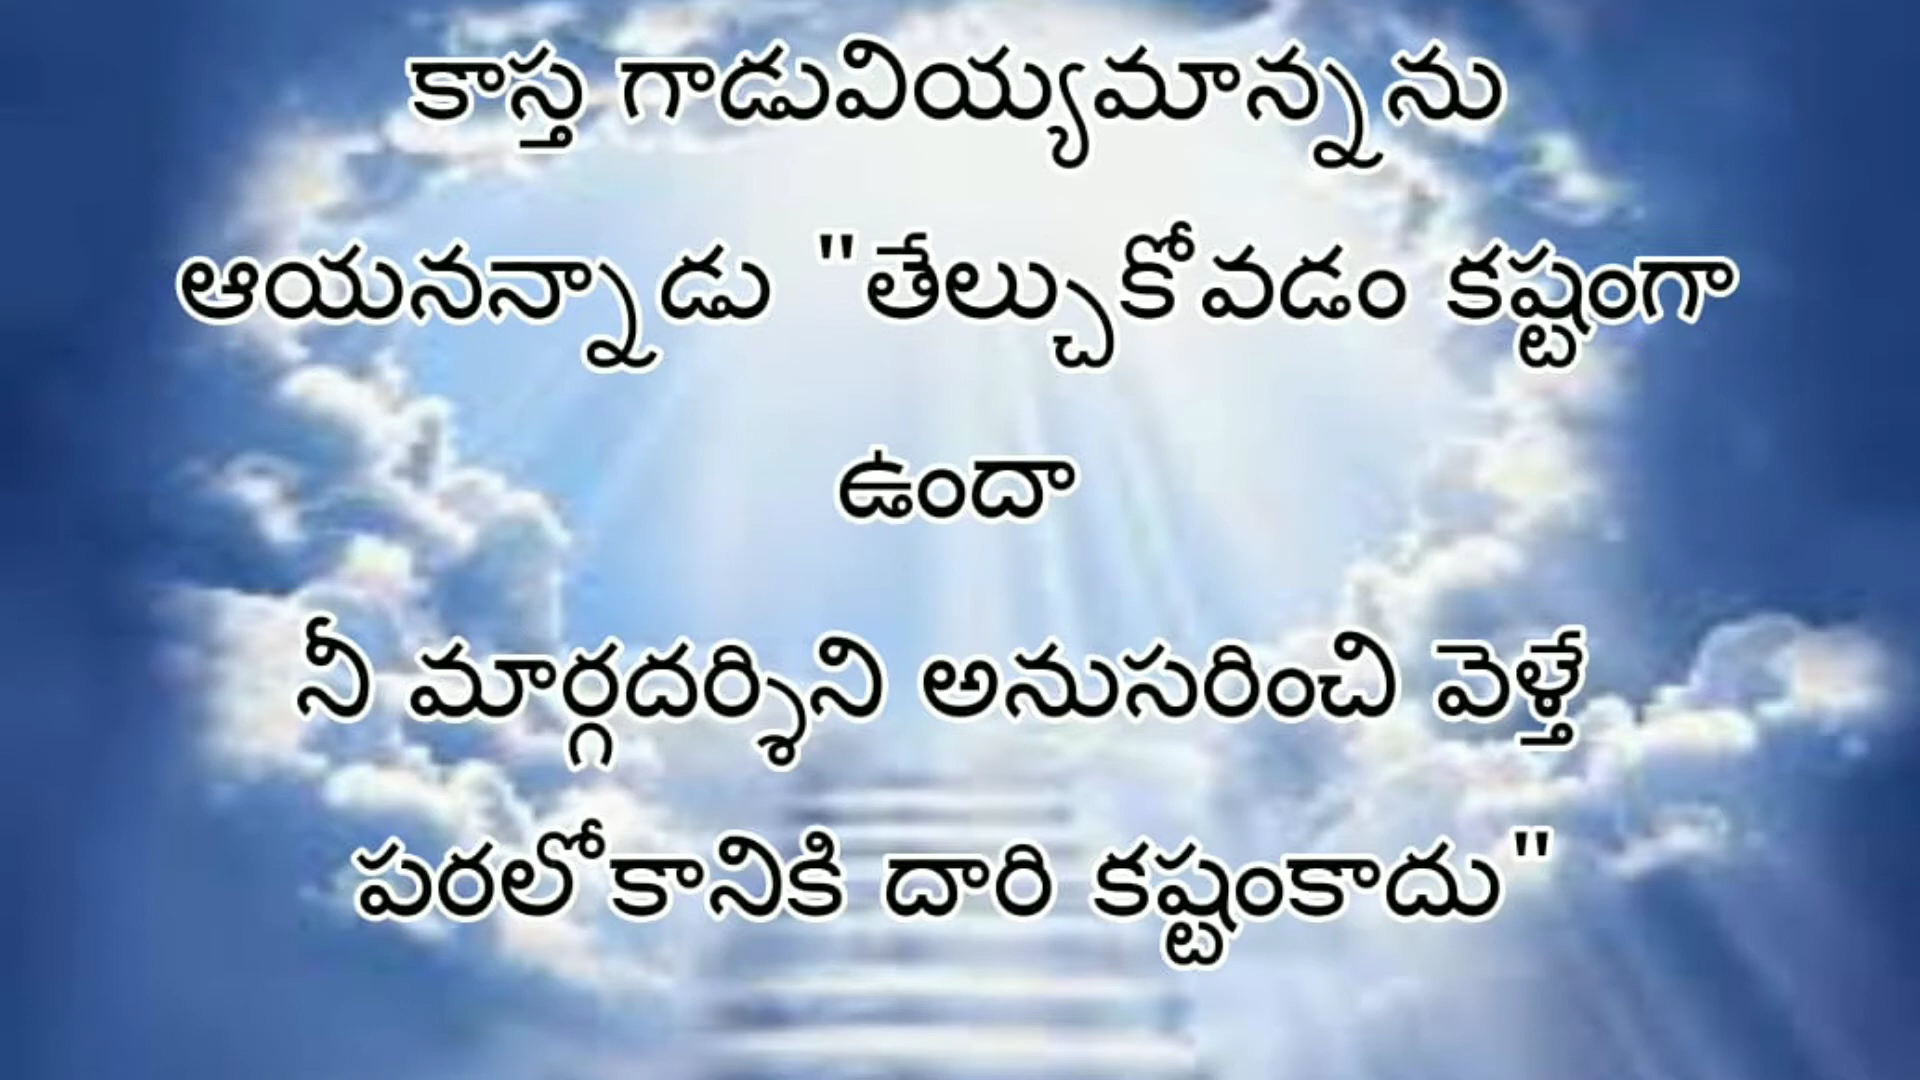 కాస్త గాడువియ్యమాన్నను
ఆయనన్నాడు "తేల్చుకోవడం కష్టంగా
ఉందా
నీ మార్గదర్శిని అనుసరించి వెళ్తే
పరలోకానికి దారి కష్టంకాదు"